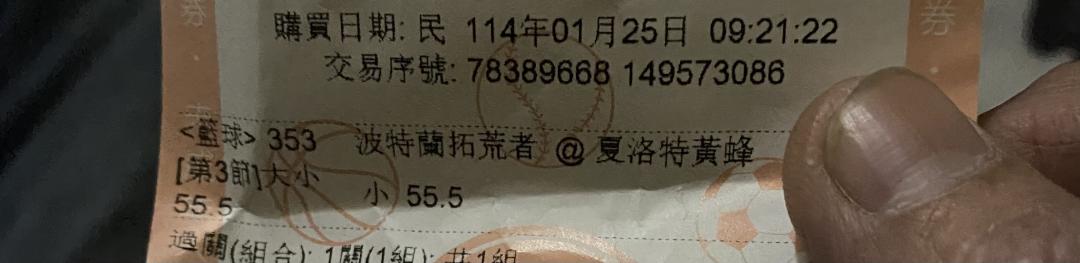 券
券
購買日期: 民 114年01月25日 09:21:22
交易序號: 78389668 149573086
<籃球> 353 波特蘭拓荒者 @ 夏洛特黃蜂
[第3節]大小
小 55.5
55.5
過關(組合): 1關(1組): 共1組